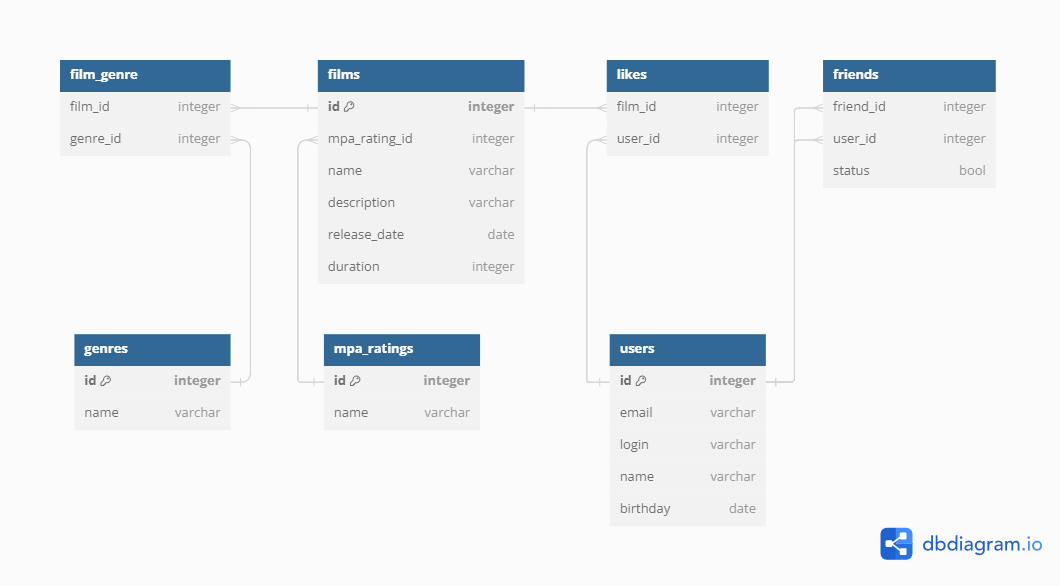 film_genre
film_id integer
genre_id integer
films
id integer
mpa_rating_id integer
name varchar
description varchar
release_date date
duration integer
likes
film_id integer
user_id integer
friends
friend_id integer
user_id integer
status bool
genres
id integer
name varchar
mpa_ratings
id integer
name varchar
users
id integer
email varchar
login varchar
name varchar
birthday date
dbdiagram.io